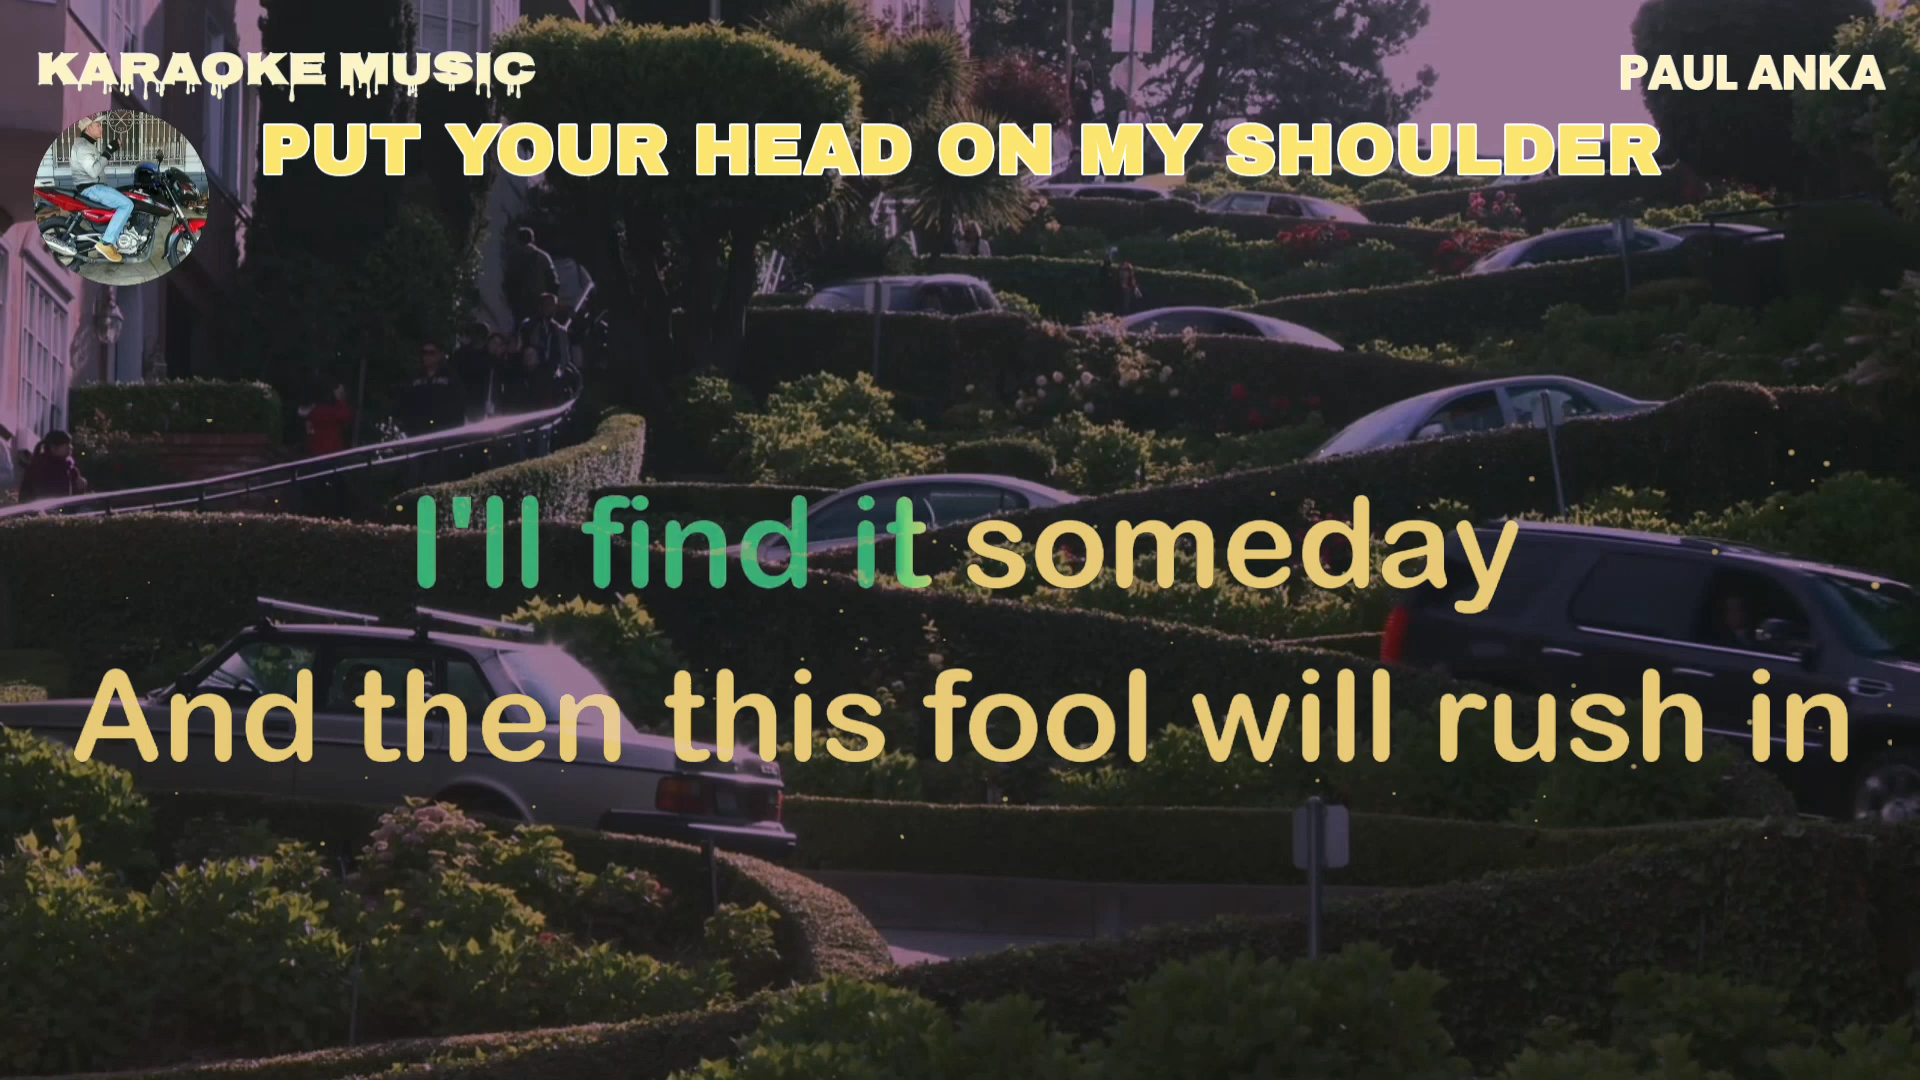 KARAOKE MUSIC
PAUL ANKA
PUT YOUR HEAD ON MY SHOULDER
I'll find it someday
And then this fool will rush in